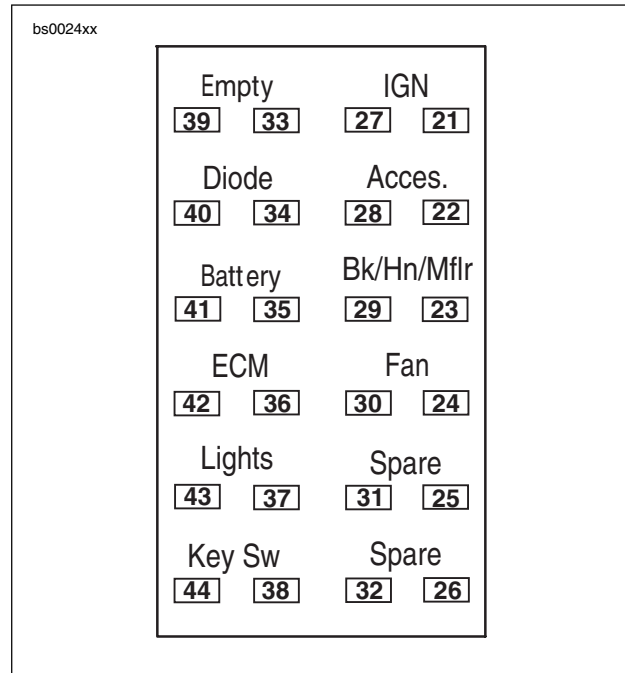 bs0024xx
Empty IGN
39 33 27 21
Diode Acces.
40 34 28 22
Battery Bk/Hn/Mflr
41 35 29 23
ECM Fan
42 36 30 24
Lights Spare
43 37 31 25
Key Sw Spare
44 38 32 26